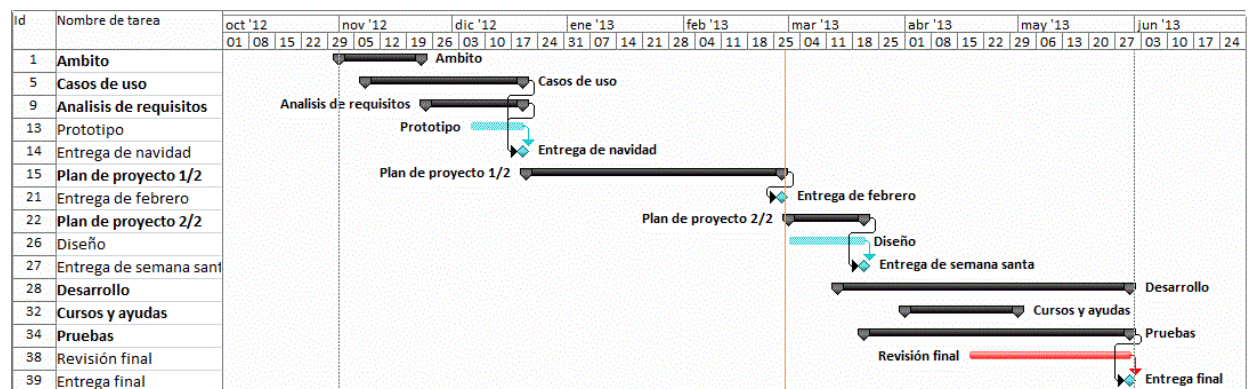 Id Nombre de tarea oct '12 nov '12 dic '12 ene '13 feb '13 mar '13 abr '13 may '13 jun '13
01 08 15 22 29 05 12 19 26 03 10 17 24 31 07 14 21 28 04 11 18 25 04 11 18 25 01 08 15 22 29 06 13 20 27 03 10 17 24
1 Ambito Ambito
5 Casos de uso Casos de uso
9 Analisis de requisitos Analisis de requisitos
13 Prototipo Prototipo
14 Entrega de navidad Entrega de navidad
15 Plan de proyecto 1/2 Plan de proyecto 1/2
21 Entrega de febrero Entrega de febrero
22 Plan de proyecto 2/2 Plan de proyecto 2/2
26 Diseño Diseño
27 Entrega de semana sant Entrega de semana santa
28 Desarrollo Desarrollo
32 Cursos y ayudas Cursos y ayudas
34 Pruebas Pruebas
38 Revisión final Revisión final
39 Entrega final Entrega final